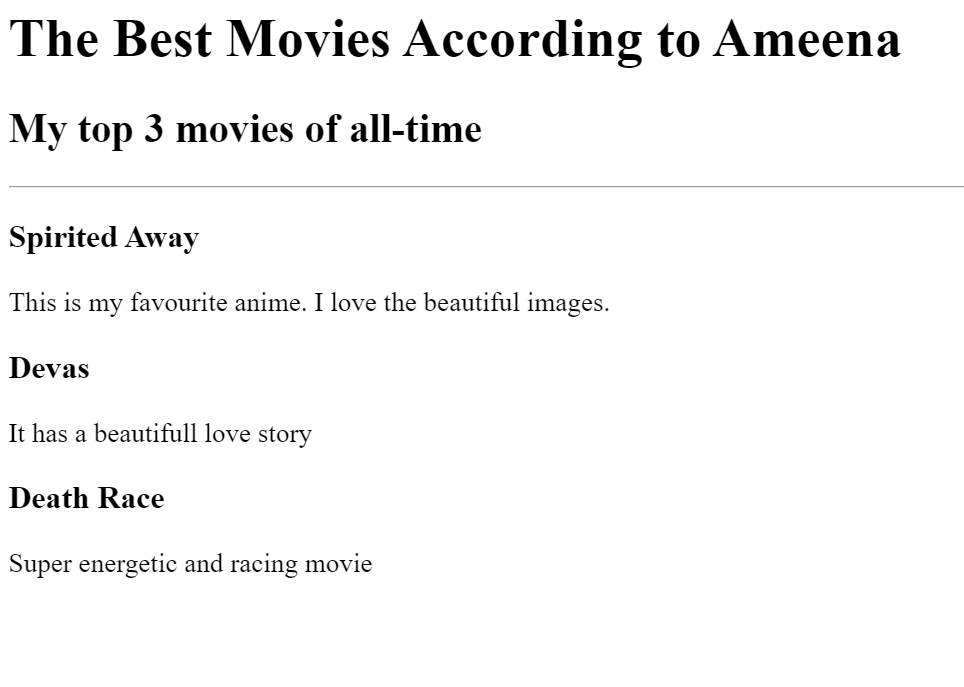 The Best Movies According to Ameena
My top 3 movies of all-time
Spirited Away
This is my favourite anime. I love the beautiful images.
Devas
It has a beautifull love story
Death Race
Super energetic and racing movie